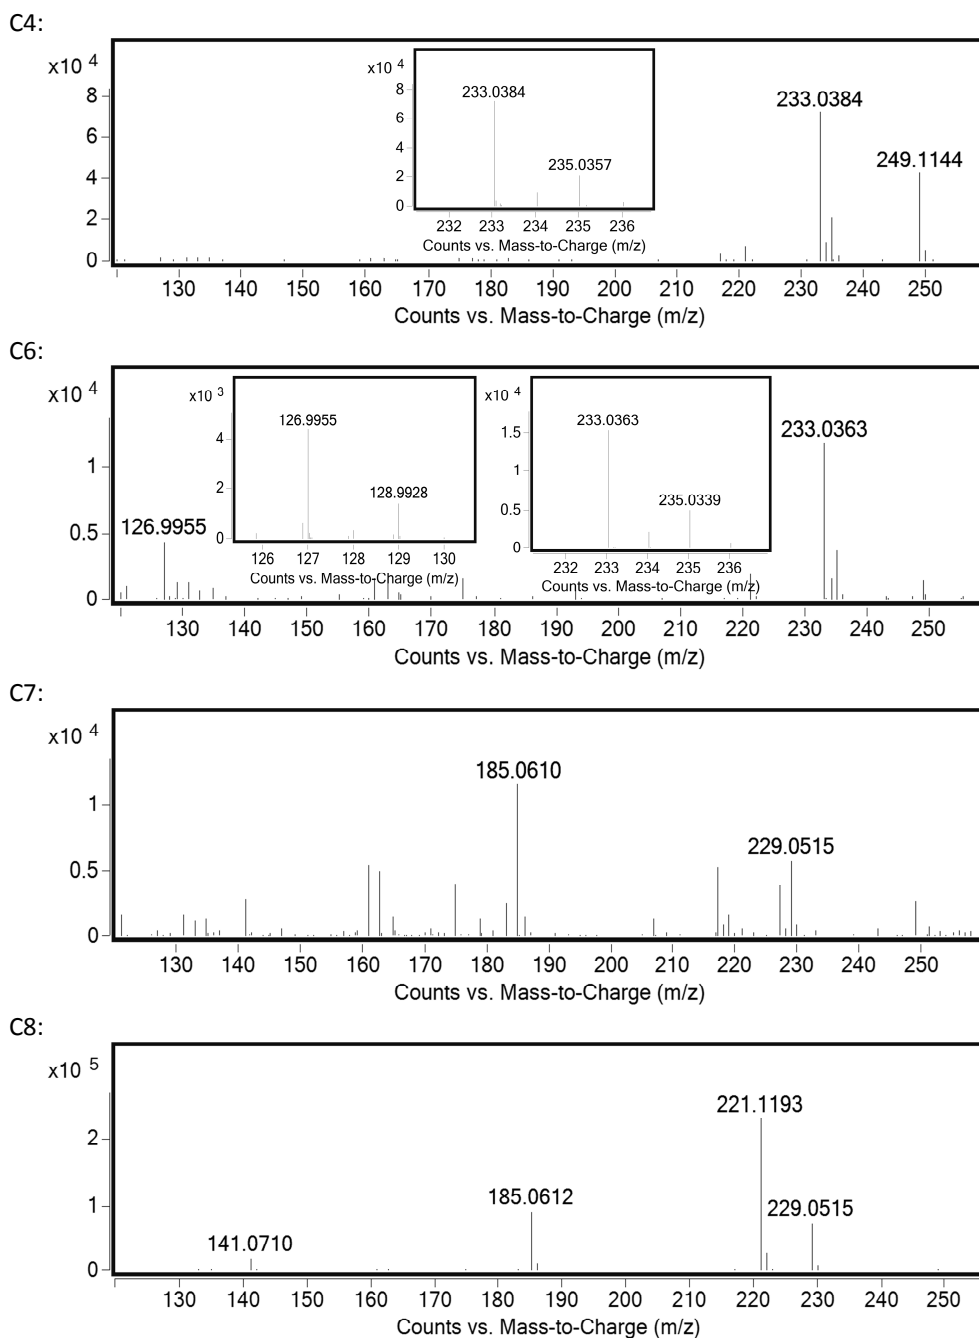 C4:
x10 4
8
6
4
2
0
233.0384
249.1144
x10 4
8
6
4
2
0
233.0384
235.0357
232 233 234 235 236
Counts vs. Mass-to-Charge (m/z)
130 140 150 160 170 180 190 200 210 220 230 240 250
Counts vs. Mass-to-Charge (m/z)
C6:
x10 4
1
0.5
0
126.9955
233.0363
x10 3
4
2
0
126.9955
128.9928
126 127 128 129 130
Counts vs. Mass-to-Charge (m/z)
x10 4
1.5
1
0.5
0
233.0363
235.0339
232 233 234 235 236
Counts vs. Mass-to-Charge (m/z)
130 140 150 160 170 180 190 200 210 220 230 240 250
Counts vs. Mass-to-Charge (m/z)
C7:
x10 4
1
0.5
0
185.0610
229.0515
130 140 150 160 170 180 190 200 210 220 230 240 250
Counts vs. Mass-to-Charge (m/z)
C8:
x10 5
2
1
0
221.1193
185.0612
229.0515
141.0710
130 140 150 160 170 180 190 200 210 220 230 240 250
Counts vs. Mass-to-Charge (m/z)